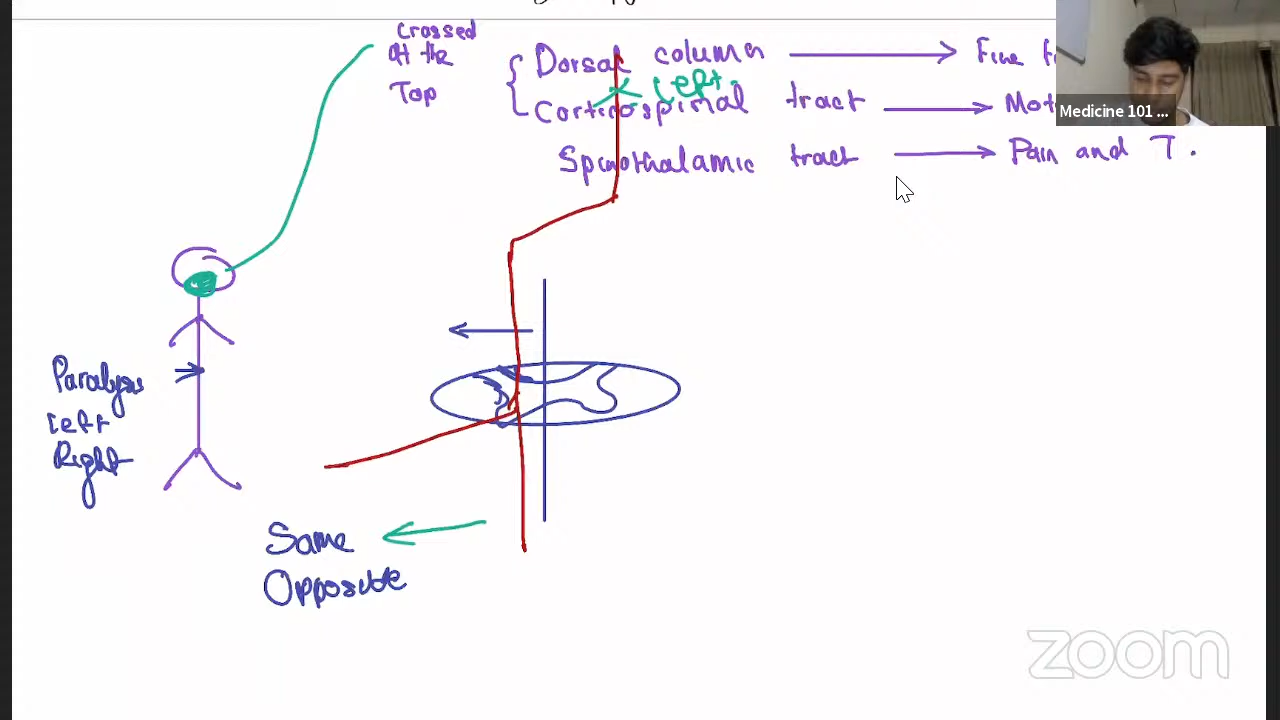 Crossed
At the
Top
Dorsal column → Fine
left.
Corticospinal tract → Mot
Medicine 101 ...
Spinothalamic tract → Pain and T.
Paralysis
Left
Right
Same
Opposite
zoom